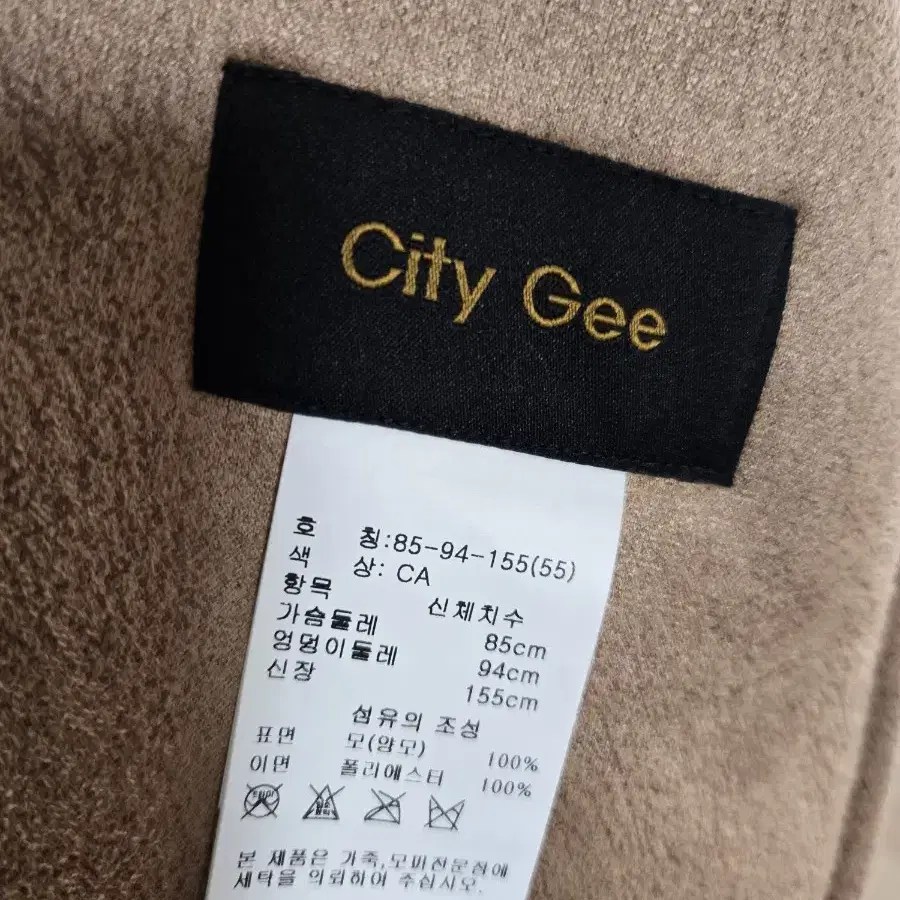 City Gee
호 칭:85-94-155(55)
색 상: CA
항목 신체치수
가슴둘레 85cm
엉덩이둘레 94cm
신장 155cm
섬유의 조성
표면 모(양모) 100%
이면 폴리에스터 100%
본 제품은 가죽,모피전문점에
세탁을 의뢰하여 주십시오.